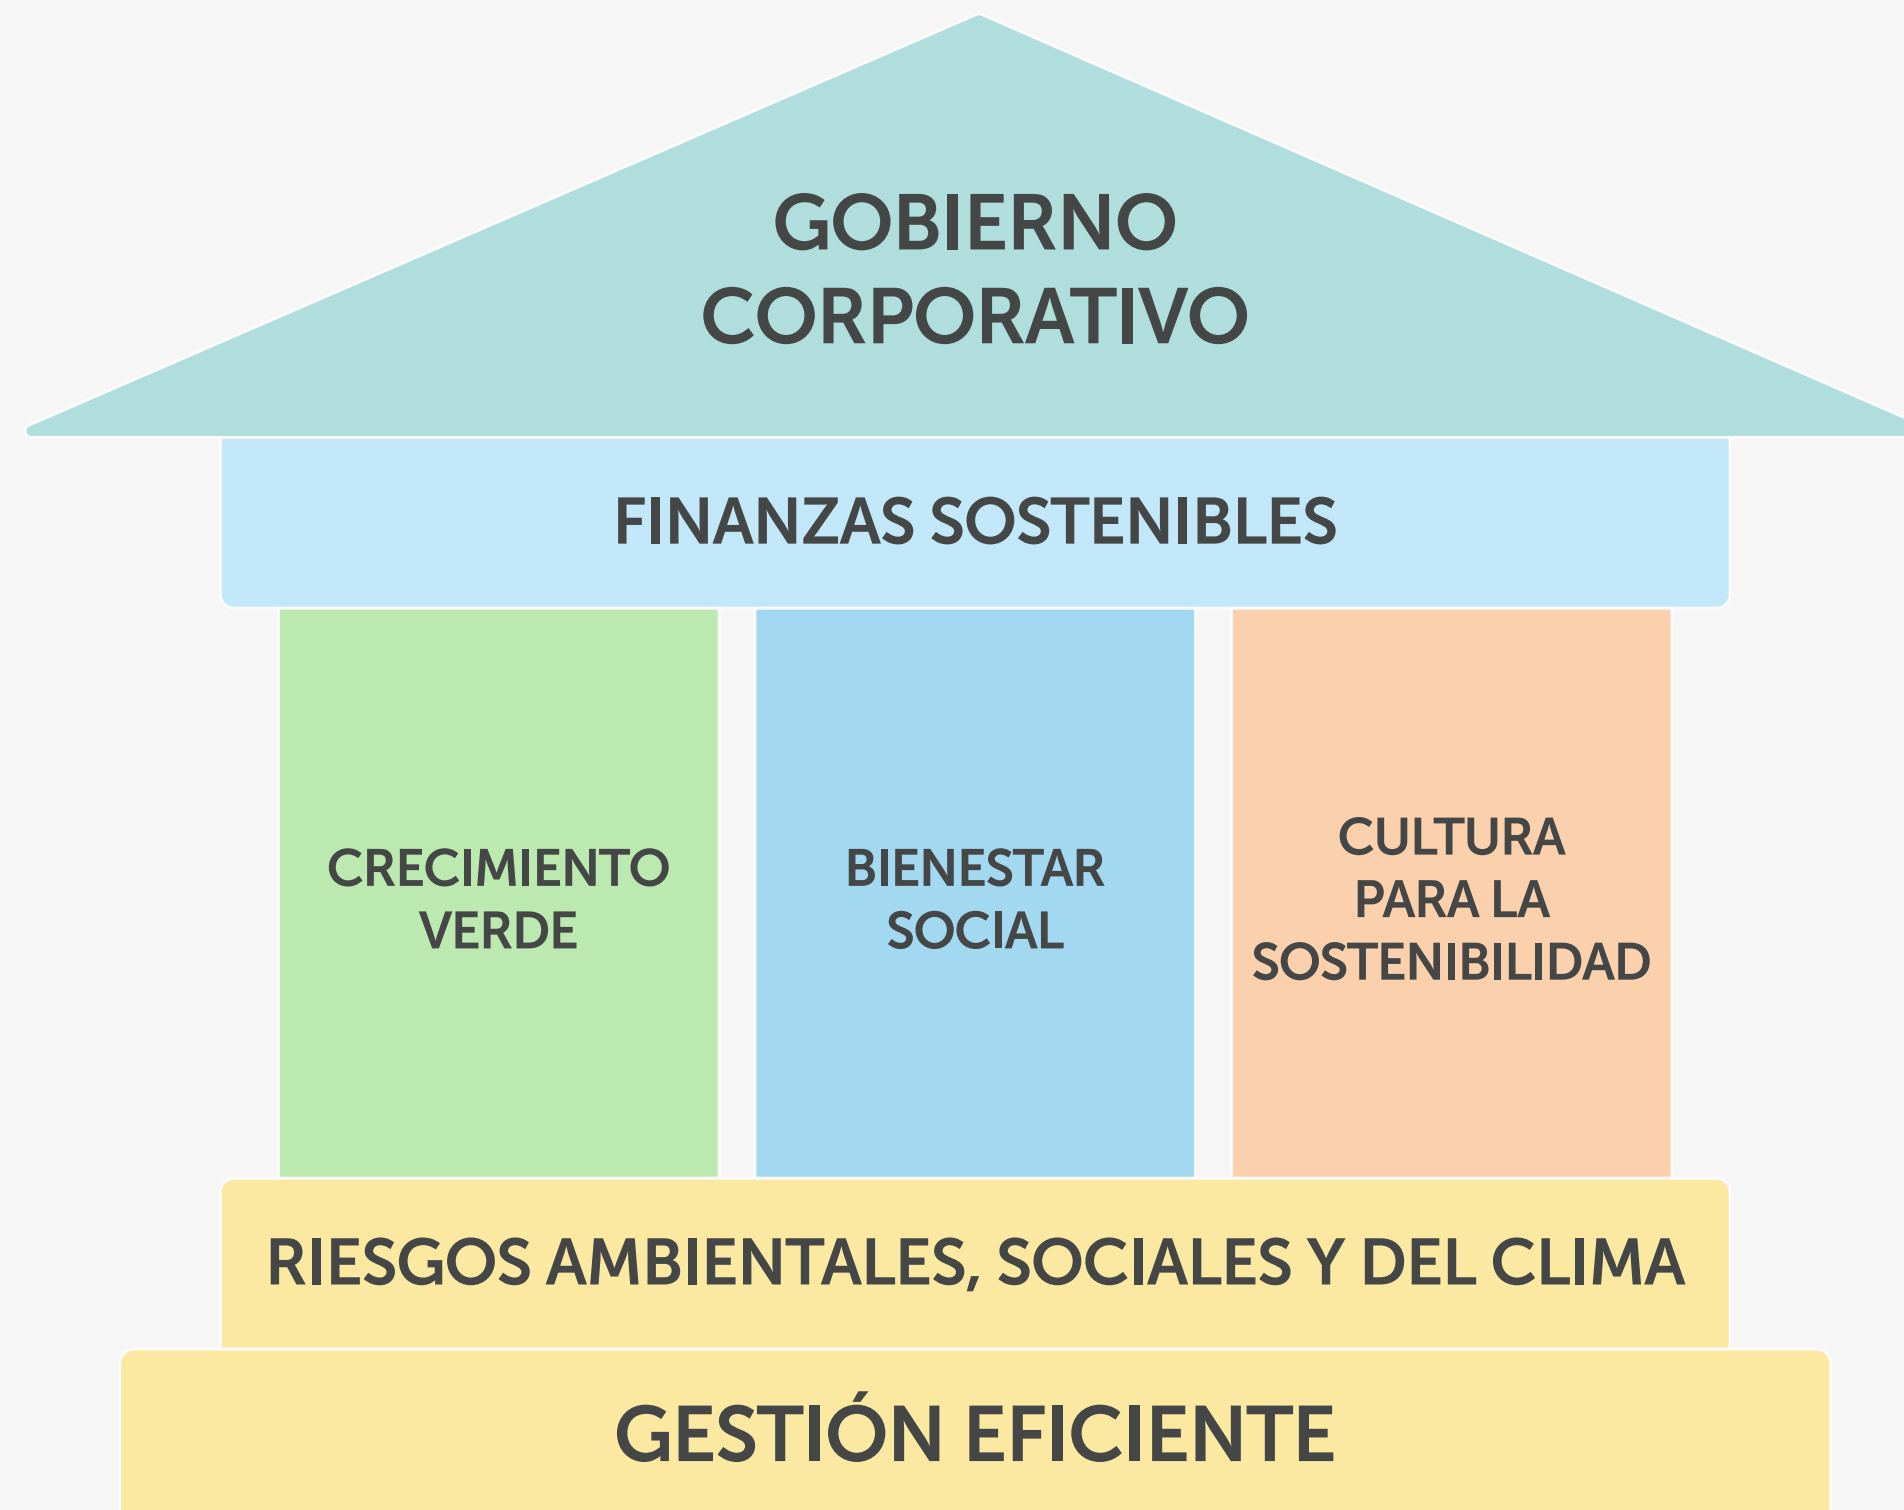 GOBIERNO
CORPORATIVO
FINANZAS SOSTENIBLES
CRECIMIENTO
VERDE
BIENESTAR
SOCIAL
CULTURA
PARA LA
SOSTENIBILIDAD
RIESGOS AMBIENTALES, SOCIALES Y DEL CLIMA
GESTIÓN EFICIENTE